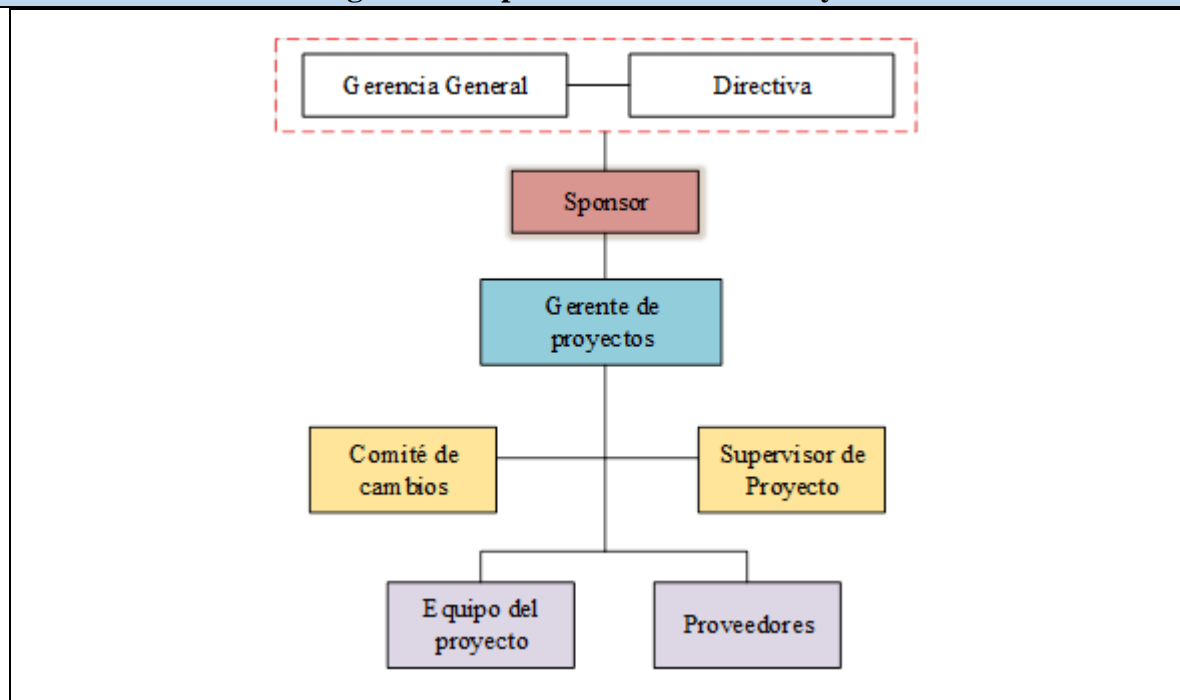 Gerencia General
Directiva
Sponsor
Gerente de
proyectos
Comité de
cambios
Supervisor de
Proyecto
Equipo del
proyecto
Proveedores